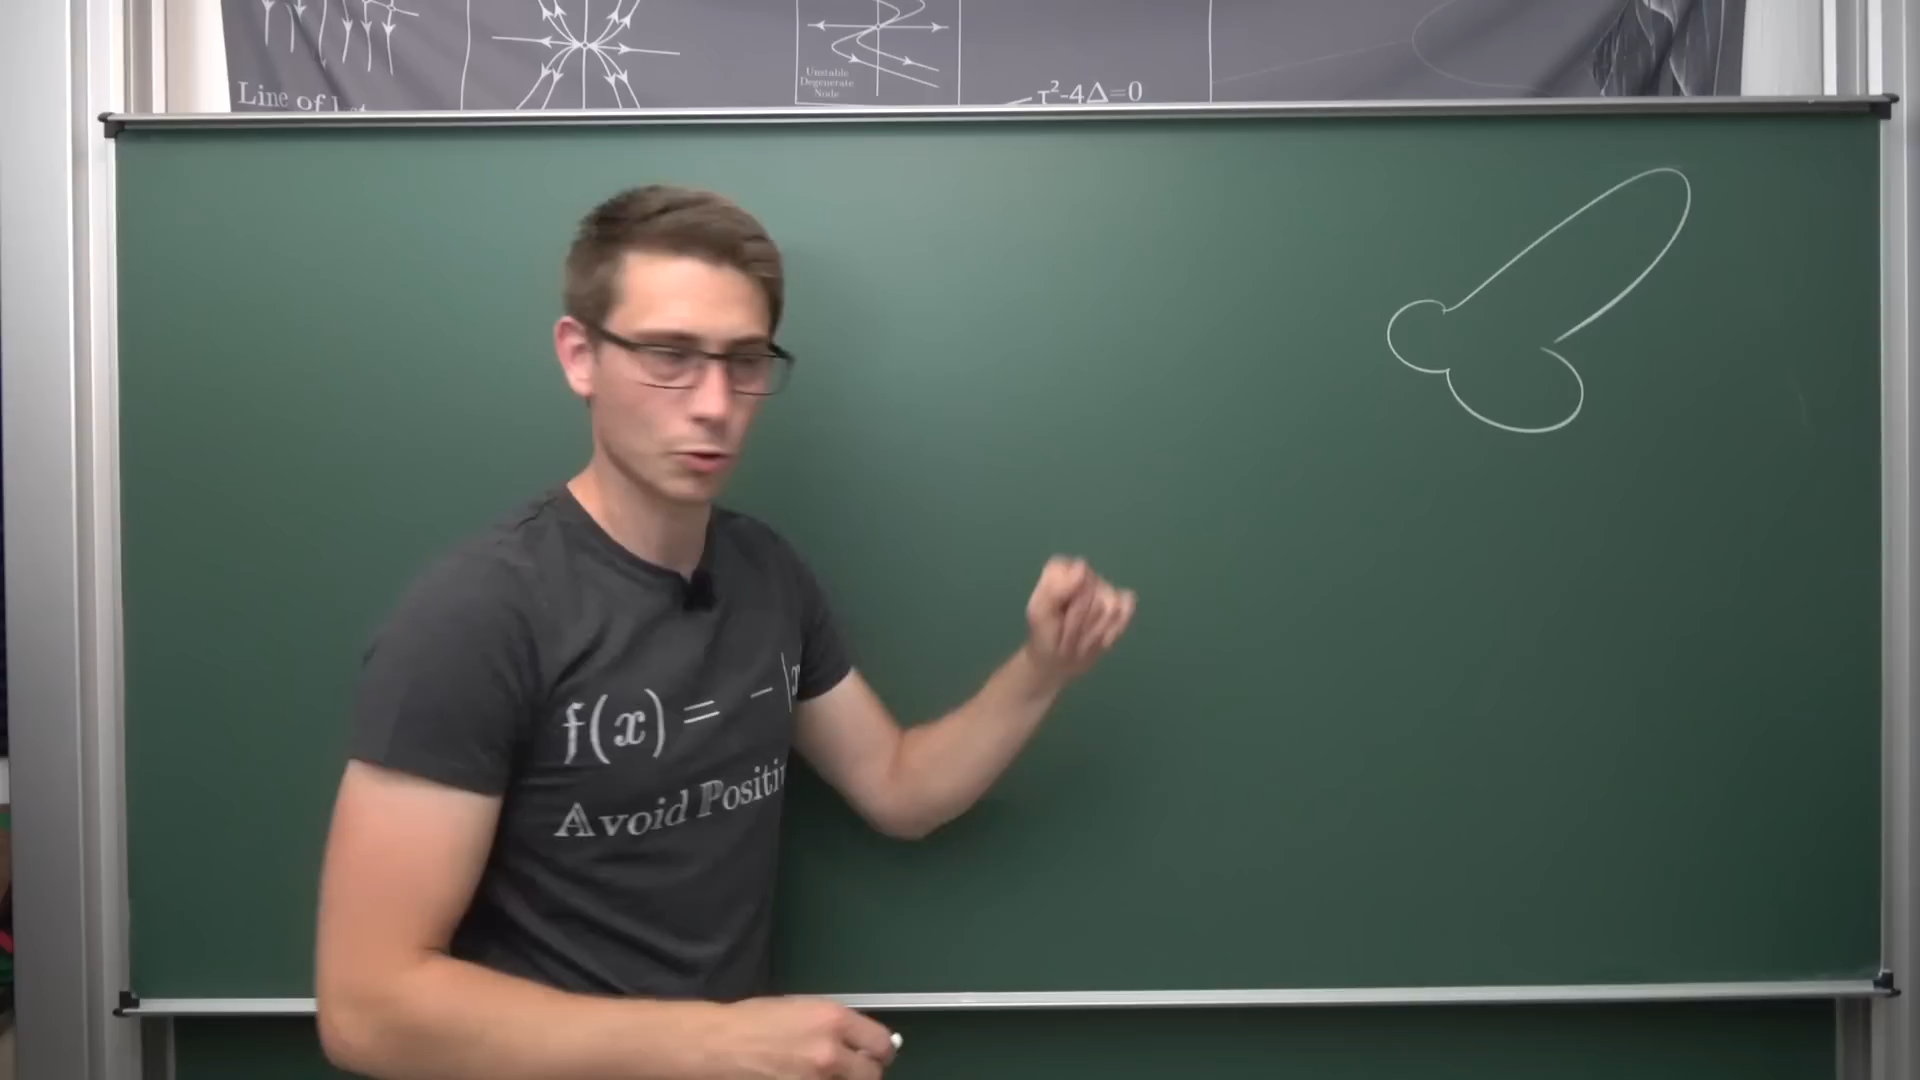 Line of
Unstable
Degenerate
Node
τ²-4Δ=0
f(x) = - |x
Avoid Positi